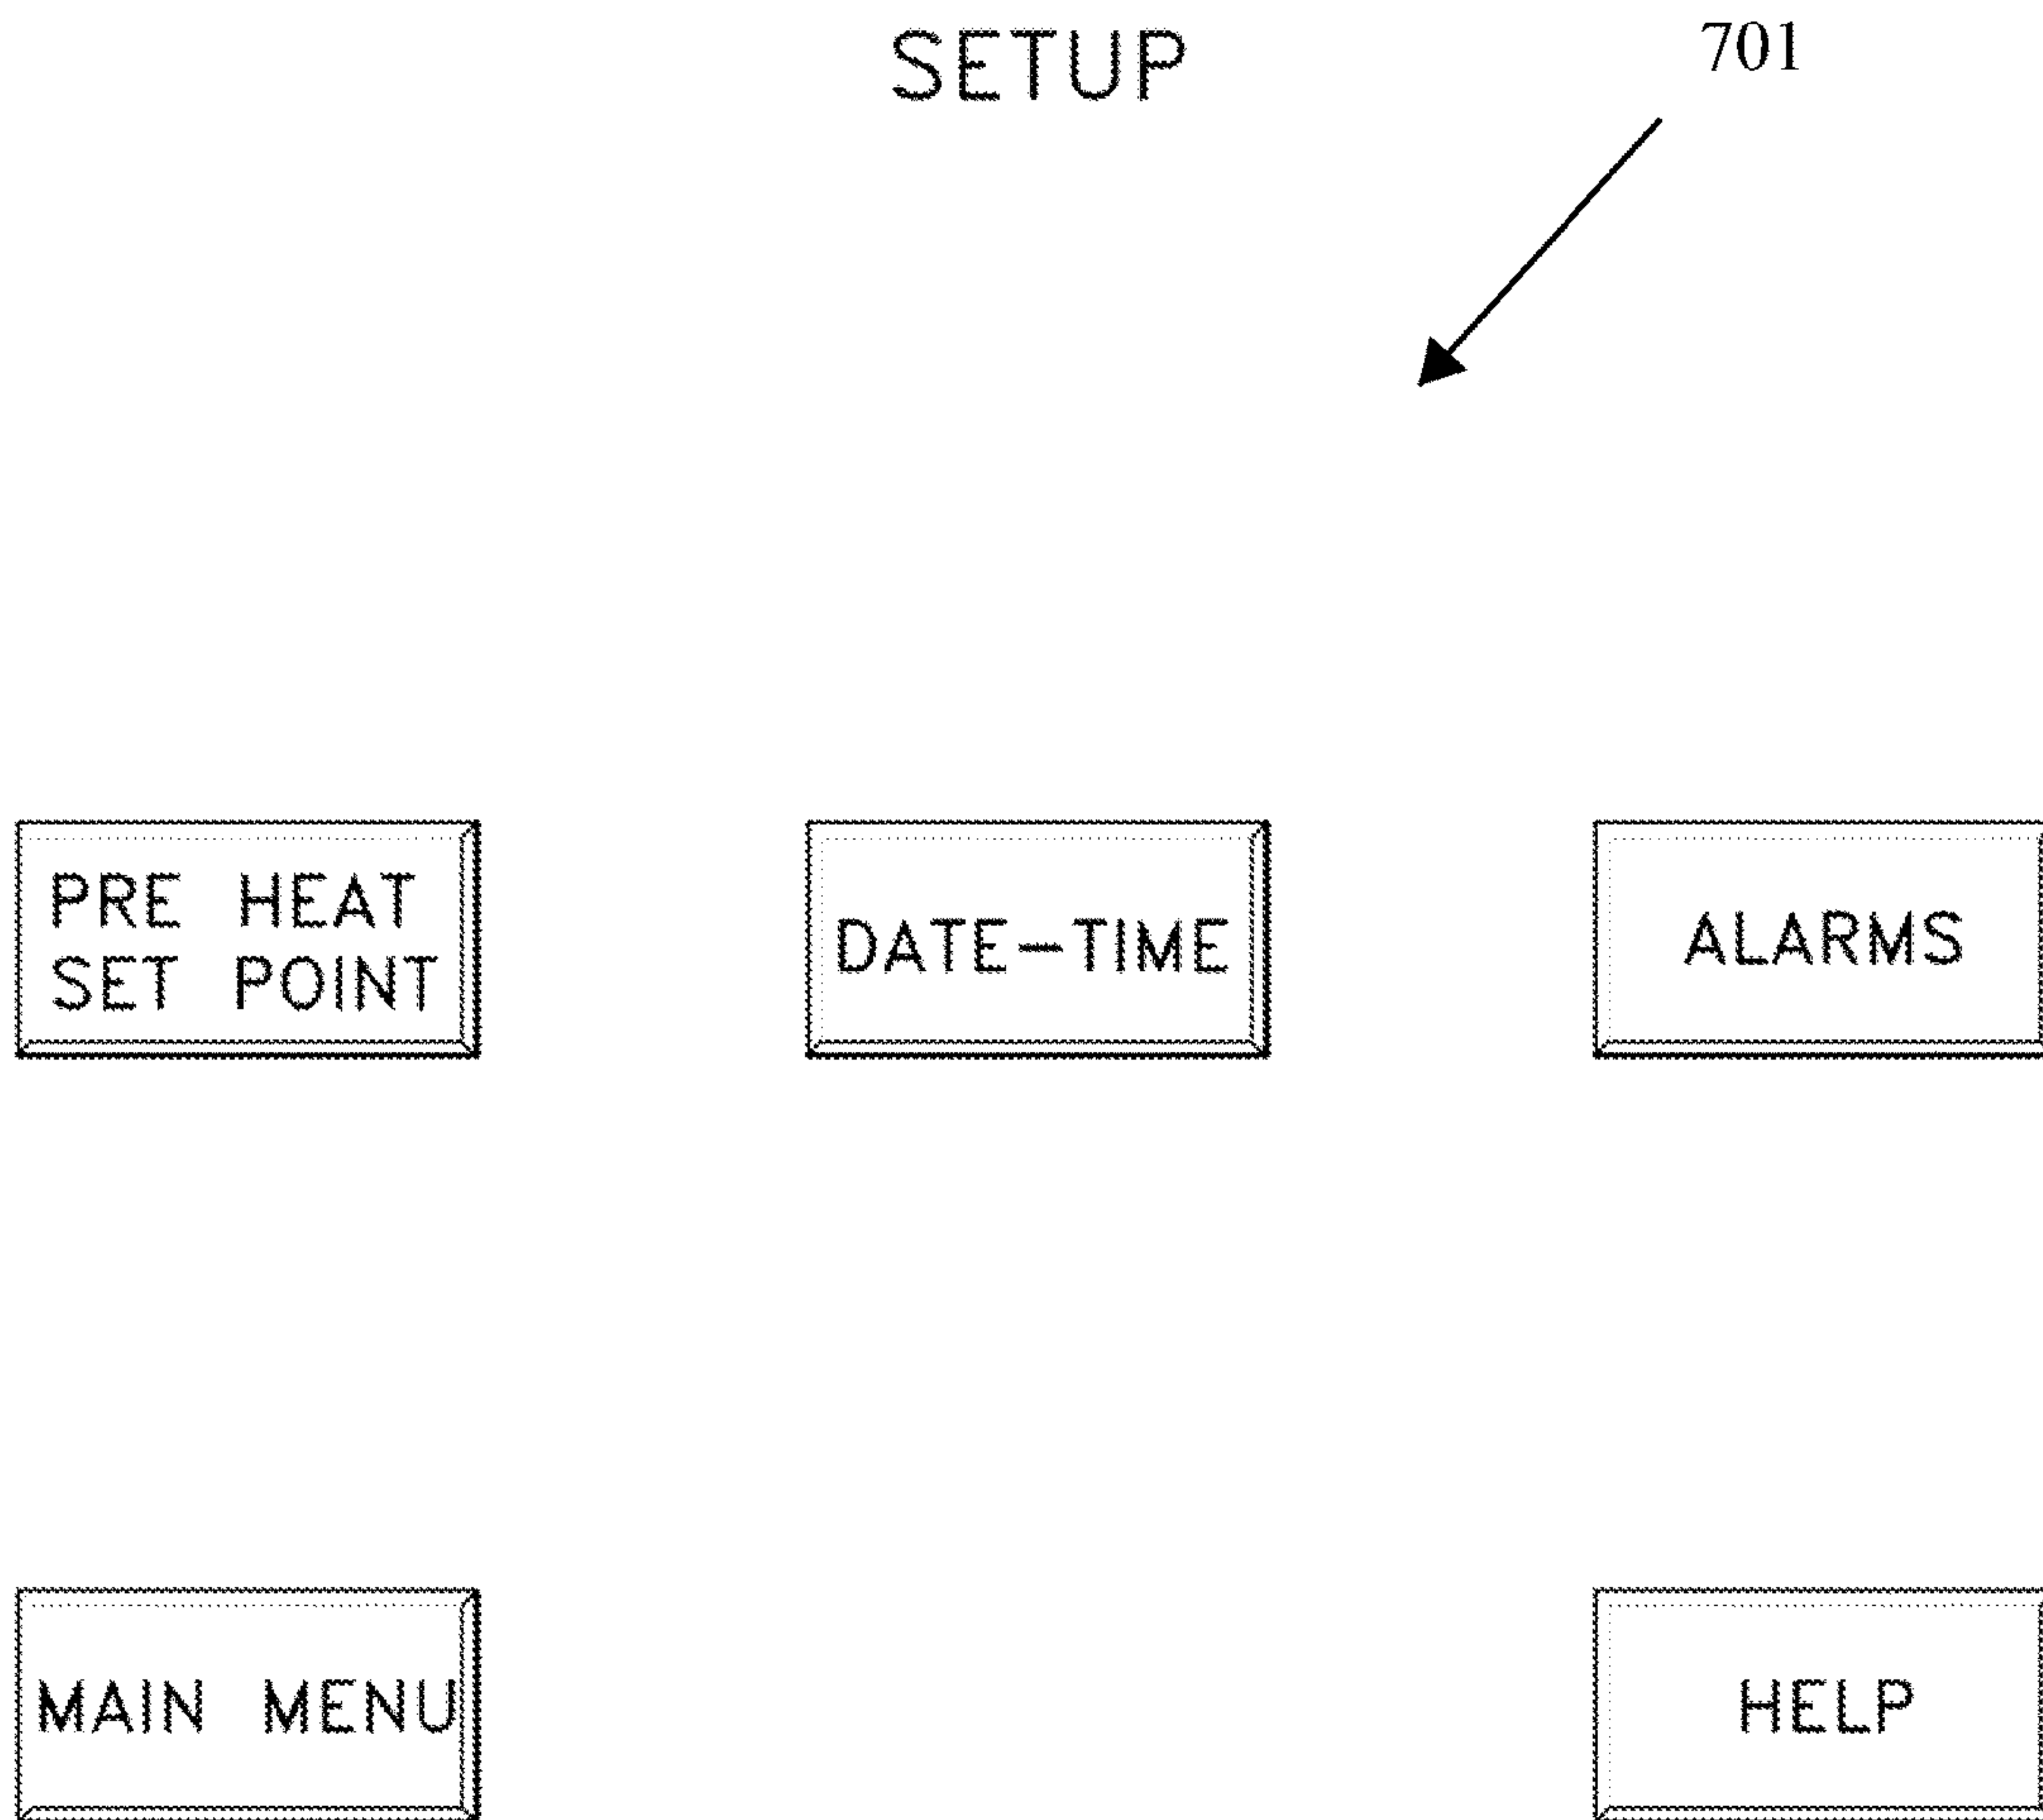 SETUP
701
PRE HEAT
SET POINT
DATE-TIME
ALARMS
MAIN MENU
HELP